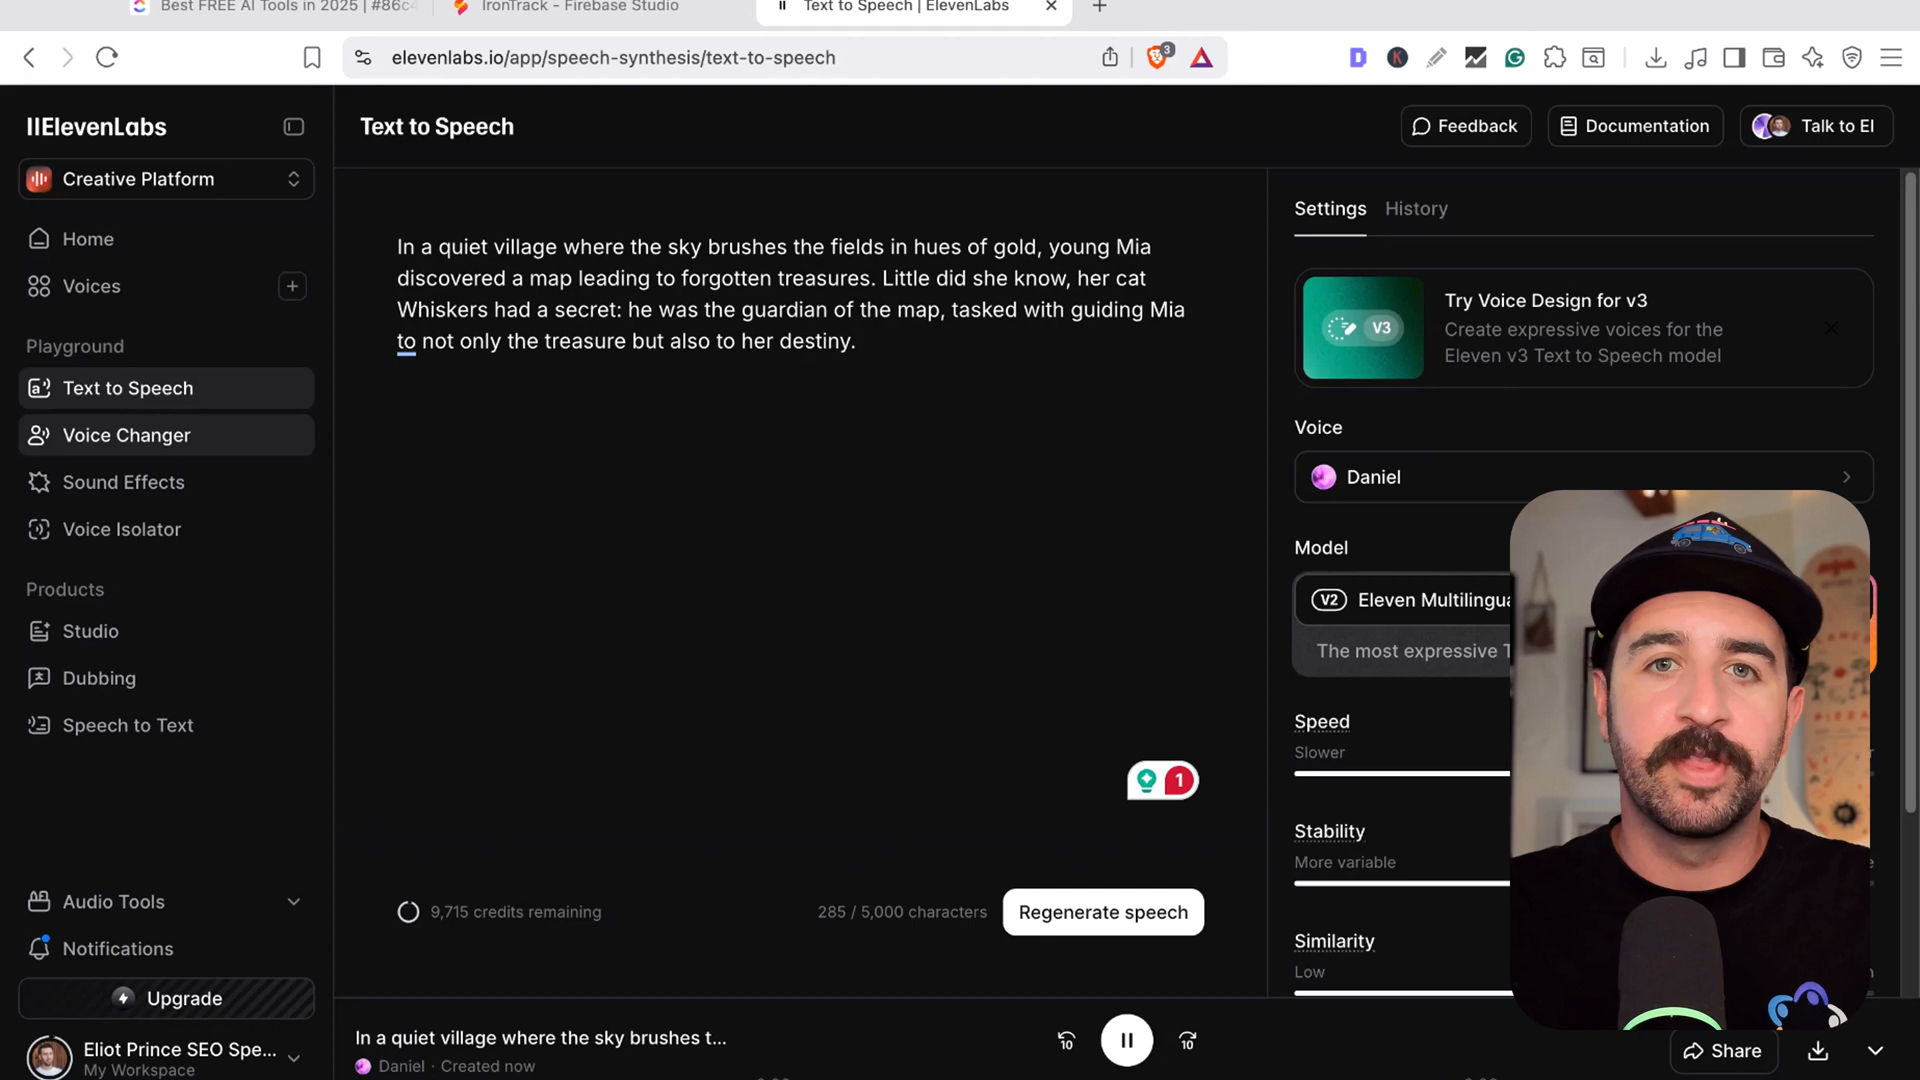 Best FREE AI Tools in 2025 | #86c4
IronTrack - Firebase Studio
Text to Speech | ElevenLabs
elevenlabs.io/app/speech-synthesis/text-to-speech
3
IIElevenLabs
Text to Speech
Feedback
Documentation
Talk to EI
Creative Platform
Home
Voices
Playground
Text to Speech
Voice Changer
Sound Effects
Voice Isolator
Products
Studio
Dubbing
Speech to Text
Audio Tools
Notifications
Upgrade
Eliot Prince SEO Spe...
My Workspace
In a quiet village where the sky brushes the fields in hues of gold, young Mia
discovered a map leading to forgotten treasures. Little did she know, her cat
Whiskers had a secret: he was the guardian of the map, tasked with guiding Mia
to not only the treasure but also to her destiny.
1
9,715 credits remaining
285 / 5,000 characters
Regenerate speech
Settings
History
V3
Try Voice Design for v3
Create expressive voices for the
Eleven v3 Text to Speech model
Voice
Daniel
Model
V2 Eleven Multilingua
The most expressive T
Speed
Slower
Stability
More variable
Similarity
Low
In a quiet village where the sky brushes t...
Daniel · Created now
10
10
Share